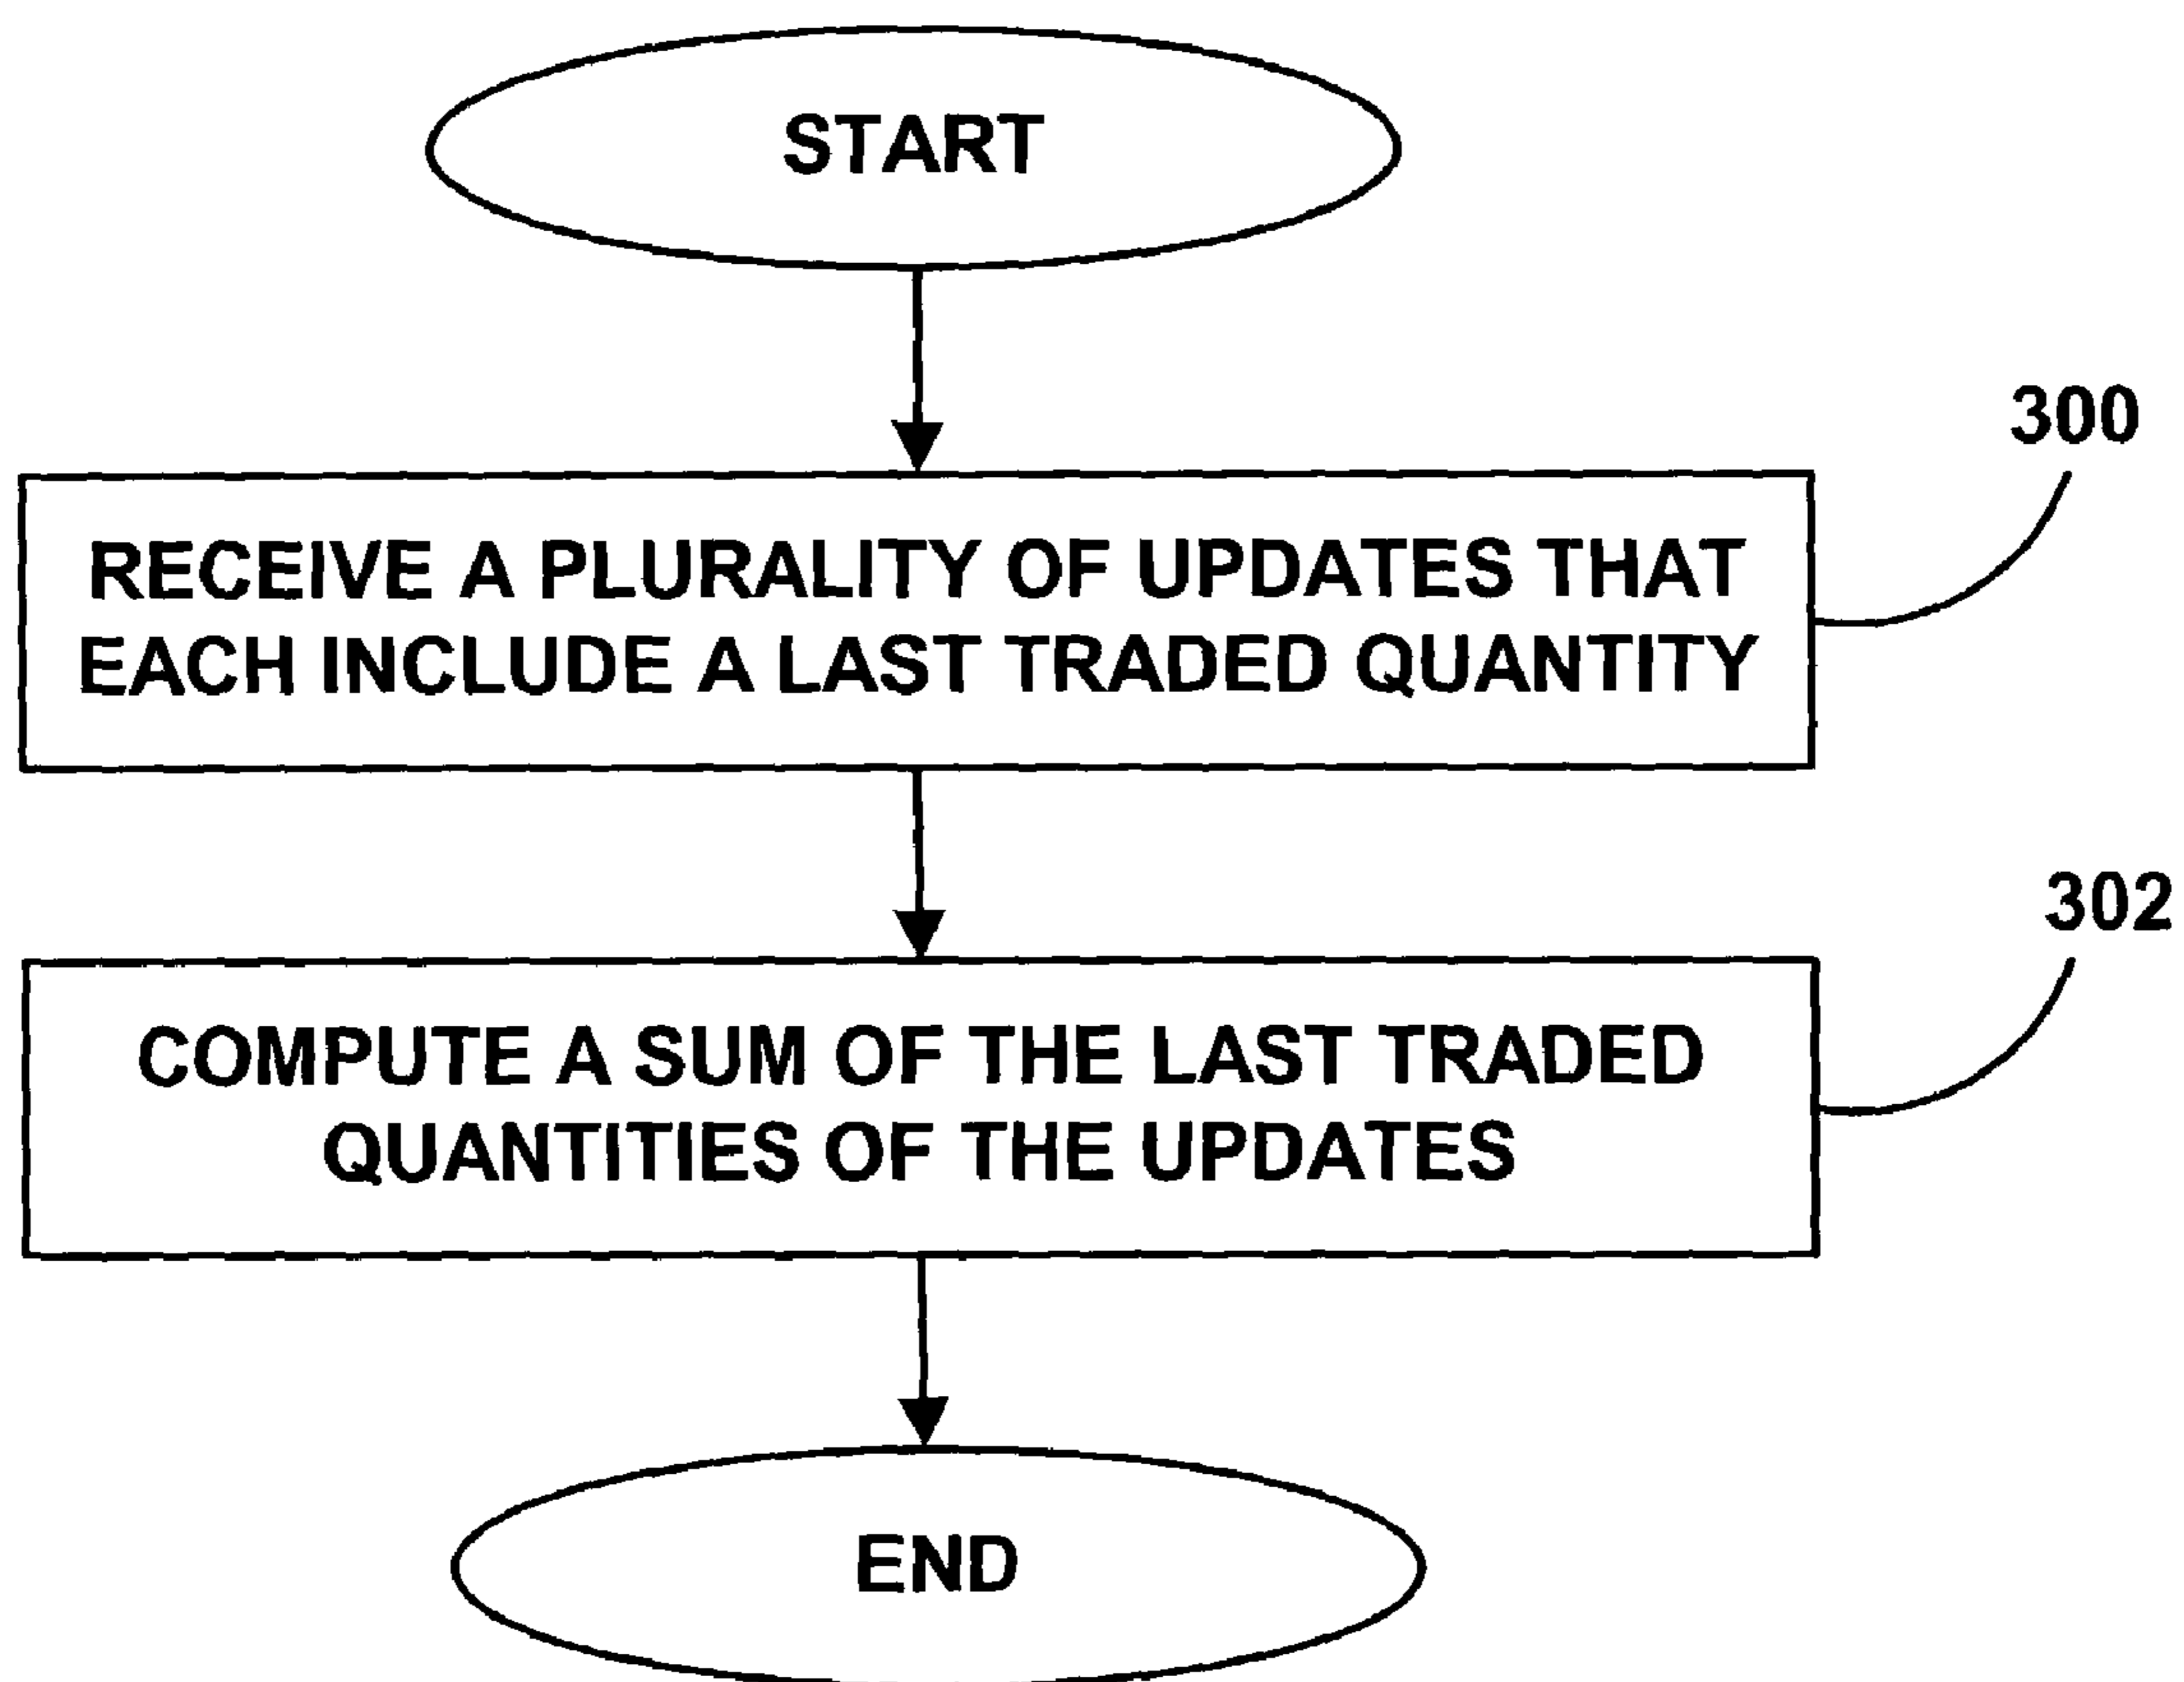 START
300
RECEIVE A PLURALITY OF UPDATES THAT
EACH INCLUDE A LAST TRADED QUANTITY
302
COMPUTE A SUM OF THE LAST TRADED
QUANTITIES OF THE UPDATES
END